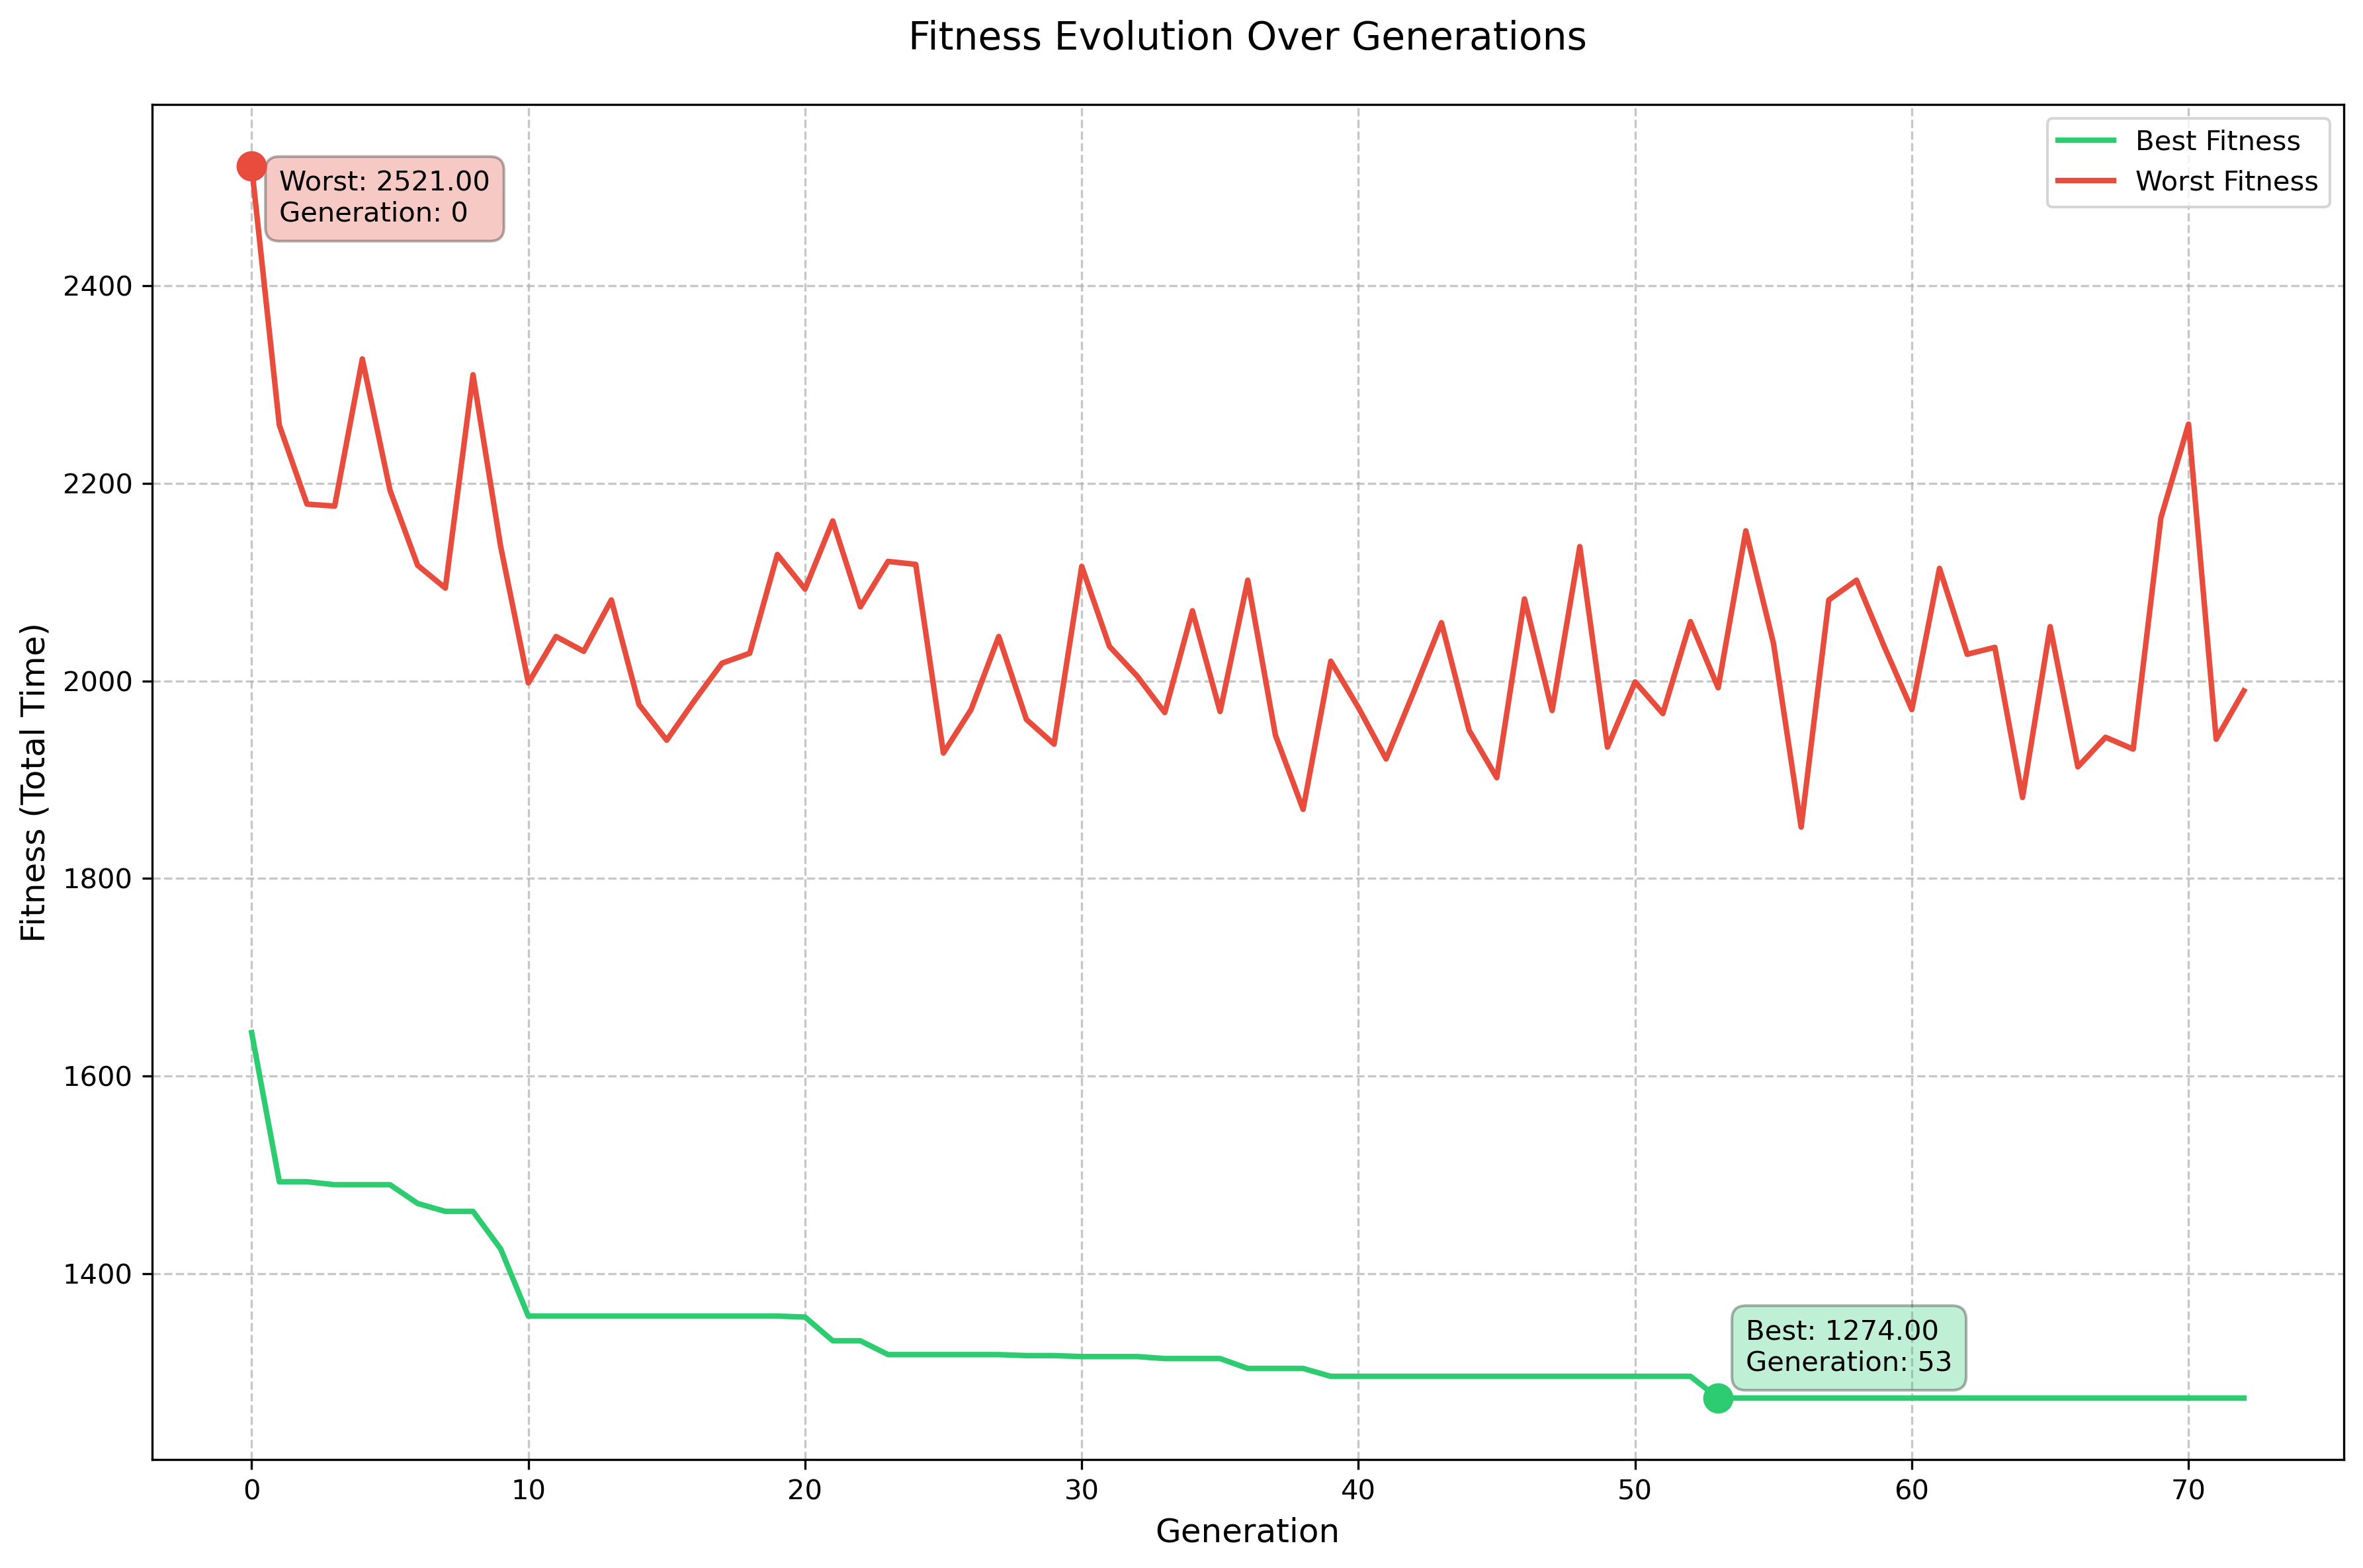 Fitness Evolution Over Generations
Best Fitness
Worst Fitness
Worst: 2521.00
Generation: 0
2400
2200
2000
1800
1600
1400
Fitness (Total Time)
Best: 1274.00
Generation: 53
0 10 20 30 40 50 60 70
Generation